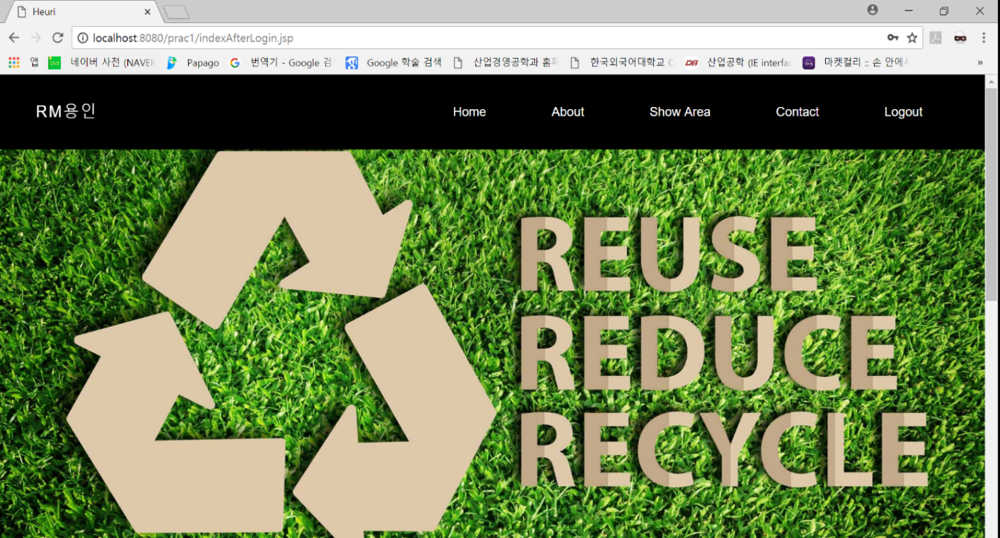 Heuri
localhost:8080/prac1/indexAfterLogin.jsp
앱 네이버 사전 (NAVER Papago 번역기 - Google 검 Google 학술 검색 산업경영공학과 홈 한국외국어대학교 C DB 산업공학 (IE interfac 마켓컬리 :: 손 안에 »
RM용인 Home About Show Area Contact Logout
REUSE
REDUCE
RECYCLE